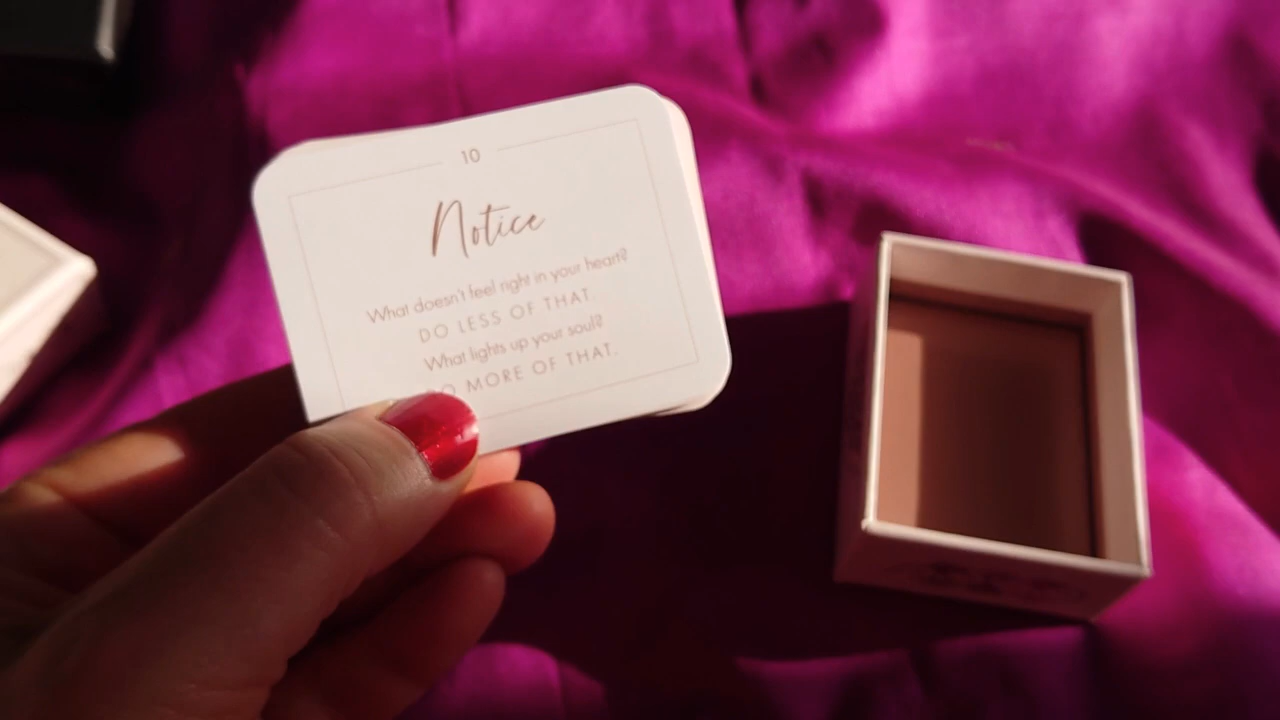 10
Notice
What doesn't feel right in your heart?
DO LESS OF THAT
What lights up your soul?
DO MORE OF THAT.